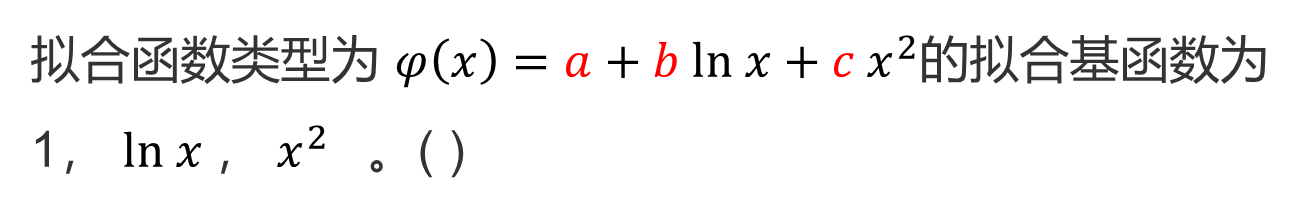 拟合函数类型为 φ(x) = a + b ln x + c x²的拟合基函数为
1， ln x， x² 。( )